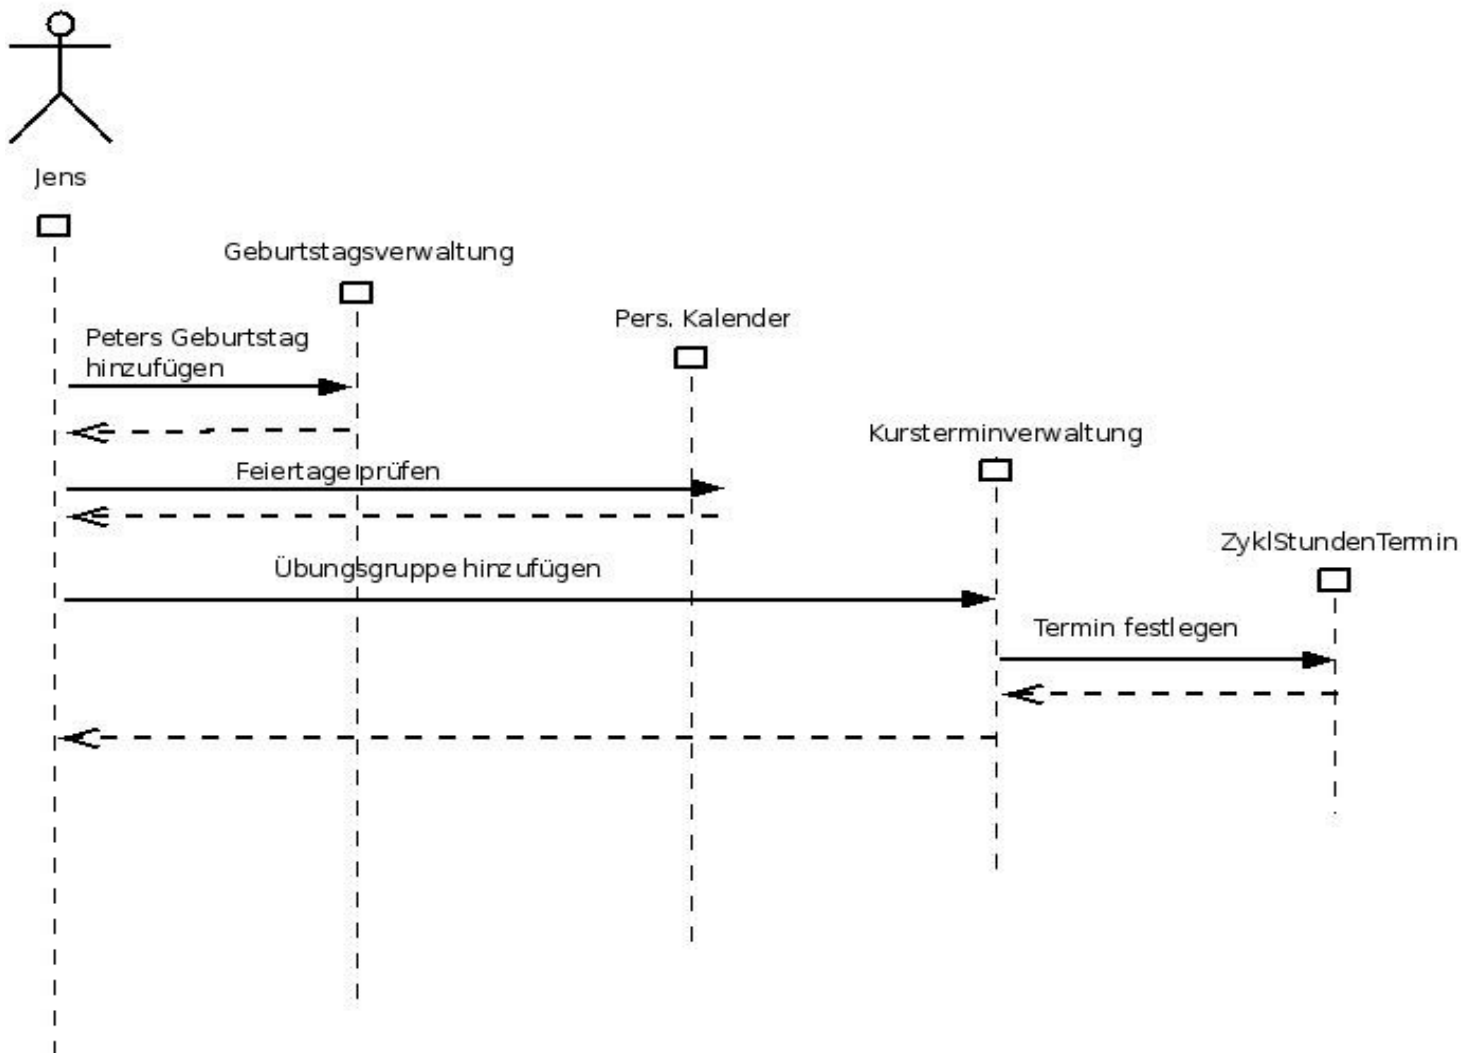 Jens
Geburtstagsverwaltung
Pers. Kalender
Peters Geburtstag
hinzufügen
Kursterminverwaltung
Feiertage prüfen
ZyklStundenTermin
Übungsgruppe hinzufügen
Termin festlegen